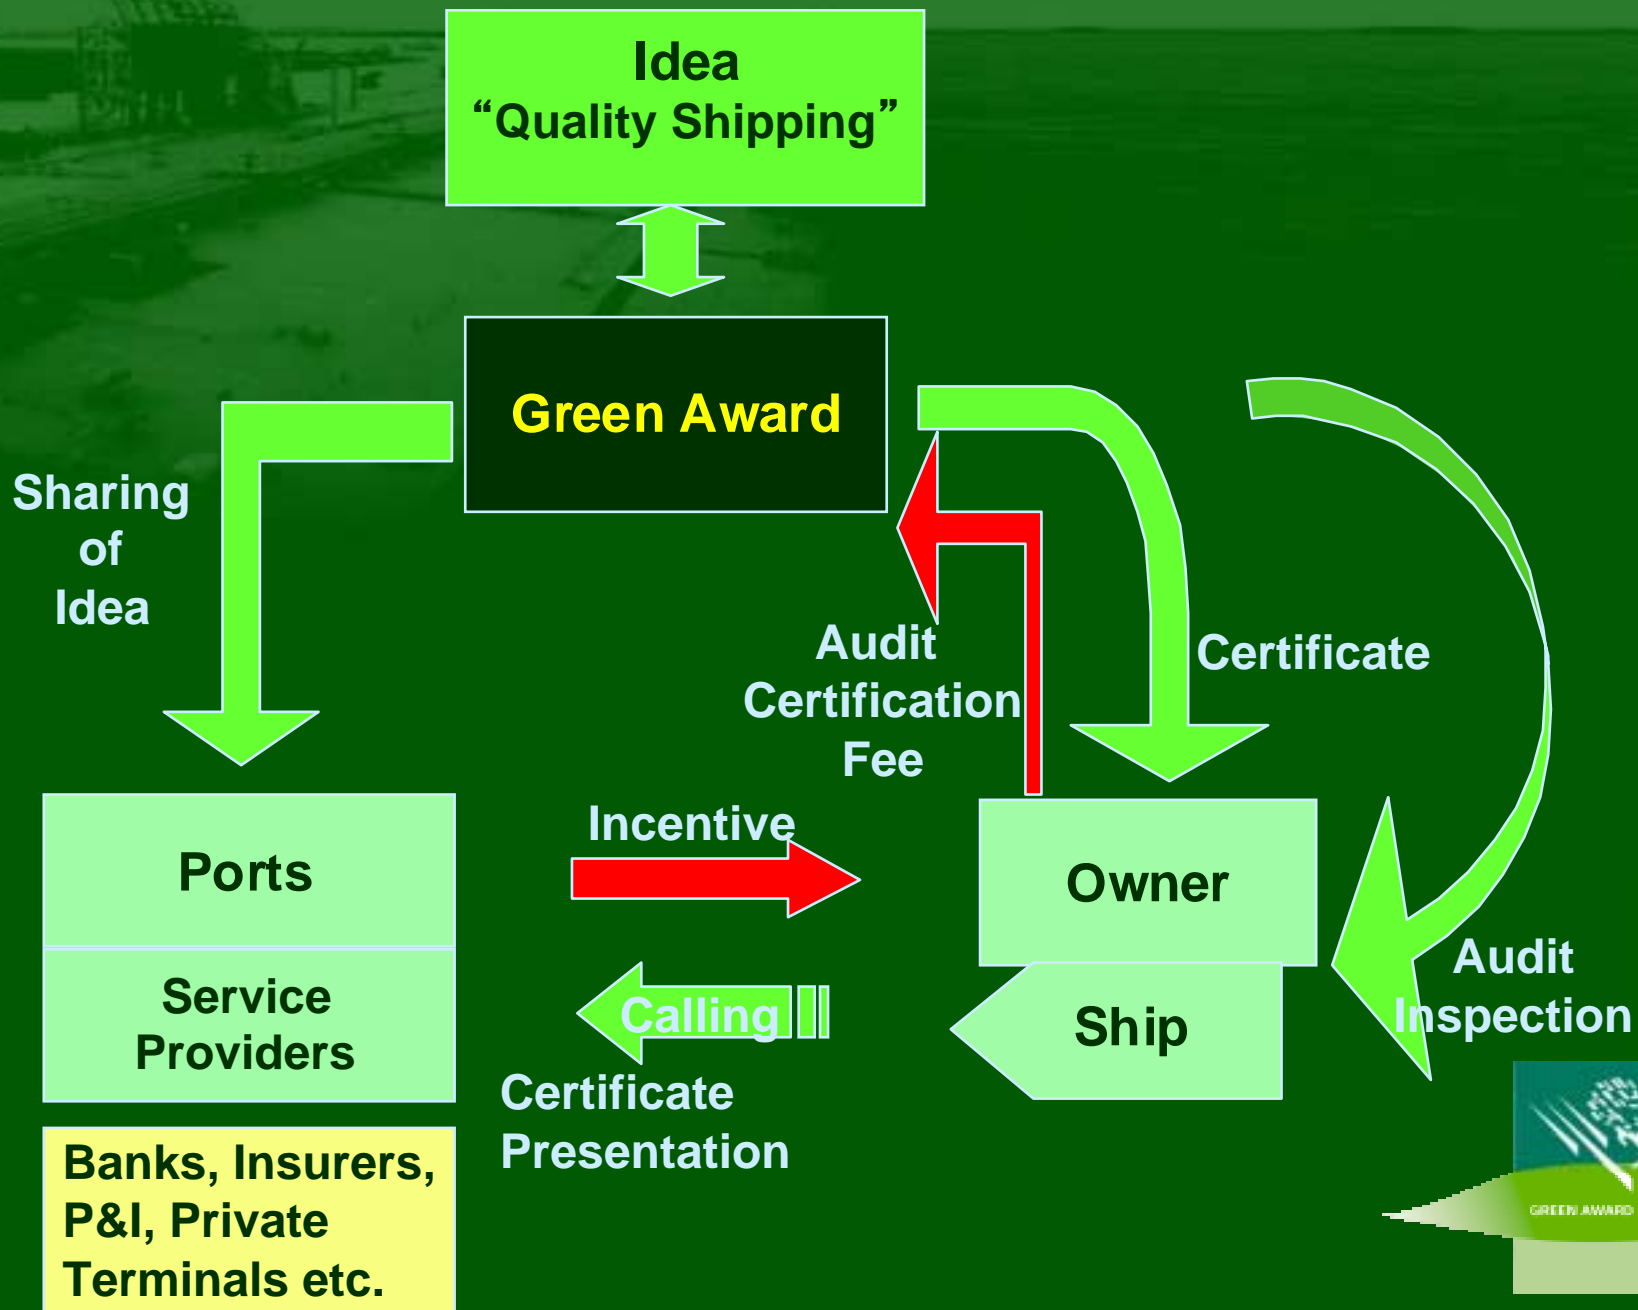 Idea
“Quality Shipping”
Green Award
Sharing
of
Idea
Audit
Certification
Fee
Certificate
Ports
Incentive
Owner
Service
Providers
Calling
Ship
Audit
Inspection
Certificate
Presentation
Banks, Insurers,
P&I, Private
Terminals etc.
GREEN AWARD